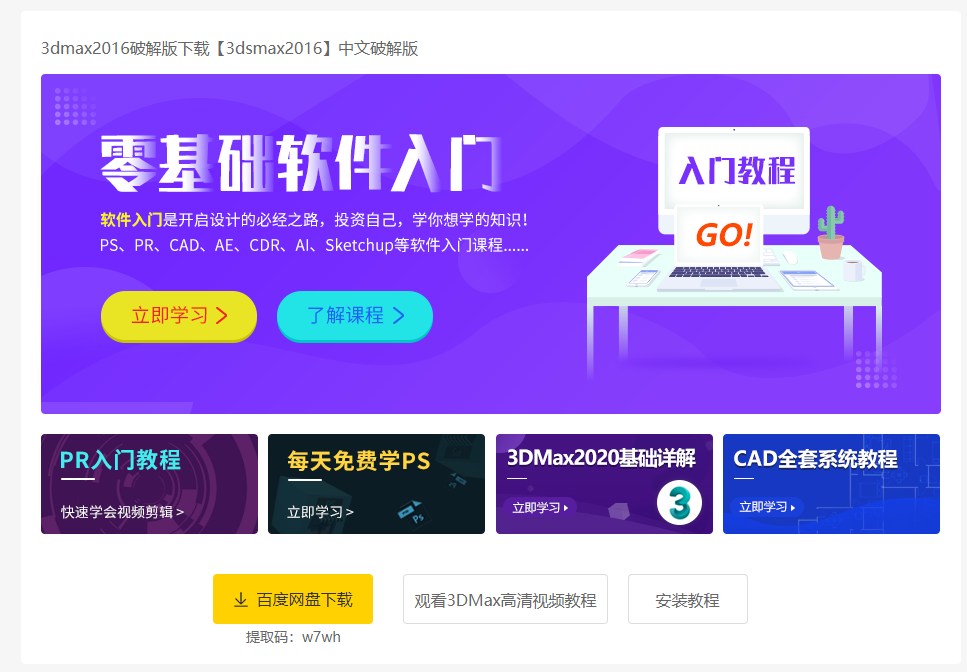 3dmax2016破解版下载【3dsmax2016】中文破解版
零基础软件入门
软件入门是开启设计的必经之路，投资自己，学你想学的知识！
PS、PR、CAD、AE、CDR、AI、Sketchup等软件入门课程......
立即学习 >
了解课程 >
入门教程
GO!
PR入门教程
快速学会视频剪辑 >
每天免费学PS
立即学习 >
Ps
3DMax2020基础详解
立即学习
3
CAD全套系统教程
立即学习
百度网盘下载
提取码：w7wh
观看3DMax高清视频教程
安装教程